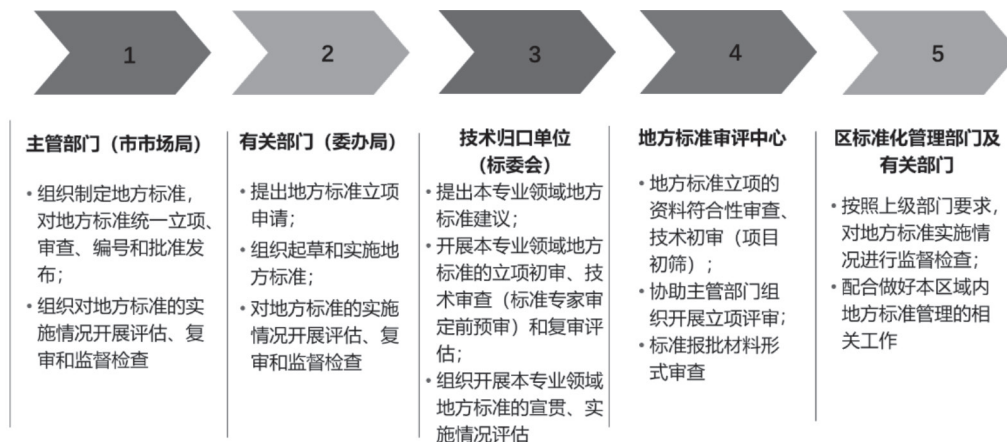 1
2
3
4
5
主管部门（市市场局）
• 组织制定地方标准，
对地方标准统一立项、
审查、编号和批准发
布；
• 组织对地方标准的实
施情况开展评估、复
审和监督检查
有关部门（委办局）
• 提出地方标准立项
申请；
• 组织起草和实施地
方标准；
• 对地方标准的实施
情况开展评估、复
审和监督检查
技术归口单位
（标委会）
• 提出本专业领域地方
标准建议；
• 开展本专业领域地方
标准的立项初审、技
术审查（标准专家审
定前预审）和复审评
估；
• 组织开展本专业领域
地方标准的宣贯、实
施情况评估
地方标准审评中心
• 地方标准立项的
资料符合性审查、
技术初审（项目
初筛）；
• 协助主管部门组
织开展立项评审；
• 标准报批材料形
式审查
区标准化管理部门及
有关部门
• 按照上级部门要求，
对地方标准实施情
况进行监督检查；
• 配合做好本区域内
地方标准管理的相
关工作